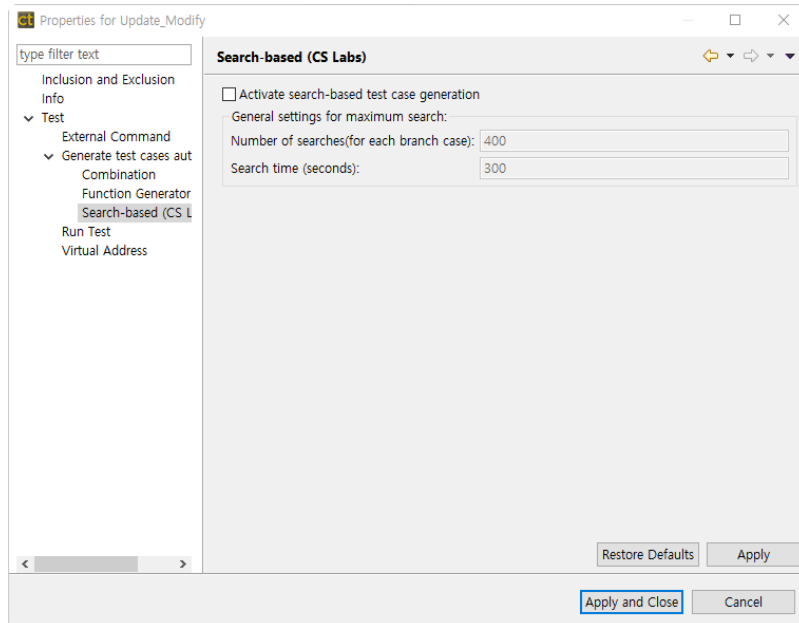 ct Properties for Update_Modify
type filter text
Inclusion and Exclusion
Info
Test
External Command
Generate test cases aut
Combination
Function Generator
Search-based (CS L
Run Test
Virtual Address
Search-based (CS Labs)
Activate search-based test case generation
General settings for maximum search:
Number of searches(for each branch case): 400
Search time (seconds): 300
Restore Defaults Apply
Apply and Close Cancel